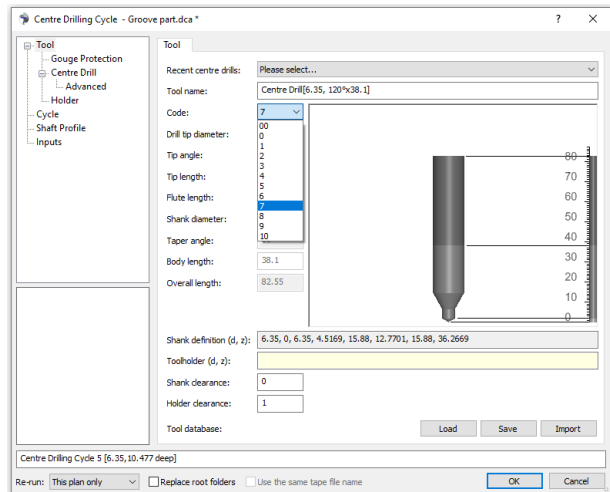 Centre Drilling Cycle - Groove part.dca *
? ×
Tool
Gouge Protection
Centre Drill
Advanced
Holder
Cycle
Shaft Profile
Inputs
Tool
Recent centre drills: Please select...
Tool name: Centre Drill[6.35, 120°x38.1]
Code: 7
00
0
1
2
3
4
5
6
7
8
9
10
Drill tip diameter:
Tip angle:
Tip length:
Flute length:
Shank diameter:
Taper angle:
Body length: 38.1
Overall length: 82.55
80
70
60
50
40
30
20
10
0
Shank definition (d, z): 6.35, 0, 6.35, 4.5169, 15.88, 12.7701, 15.88, 36.2669
Toolholder (d, z):
Shank clearance: 0
Holder clearance: 1
Tool database: Load Save Import
Centre Drilling Cycle 5 [6.35,10.477 deep]
Re-run: This plan only Replace root folders Use the same tape file name OK Cancel